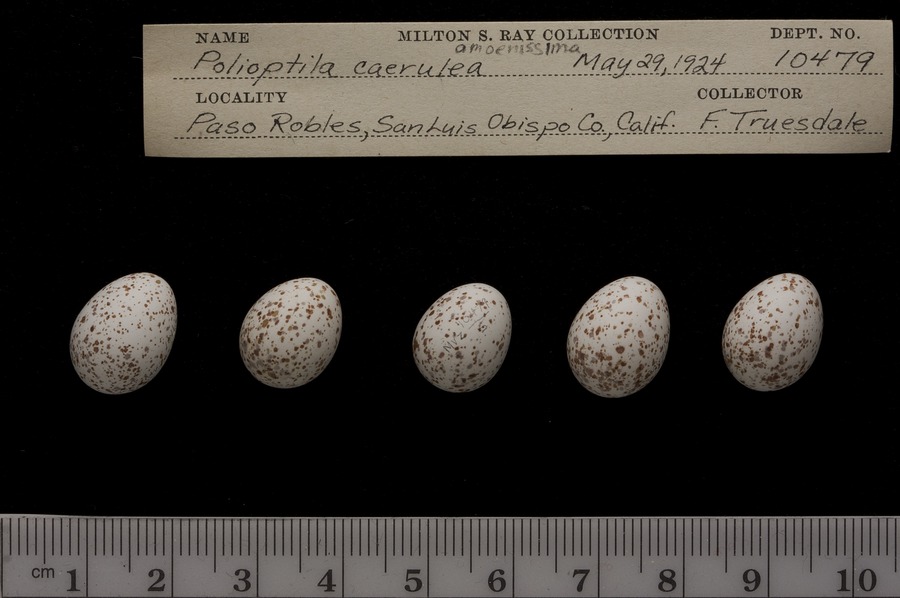 NAME MILTON S. RAY COLLECTION DEPT. NO.
amoenissima
Polioptila caerulea May 29, 1924 10479
LOCALITY COLLECTOR
Paso Robles, San Luis Obispo Co., Calif. F. Truesdale
cm 1 2 3 4 5 6 7 8 9 10